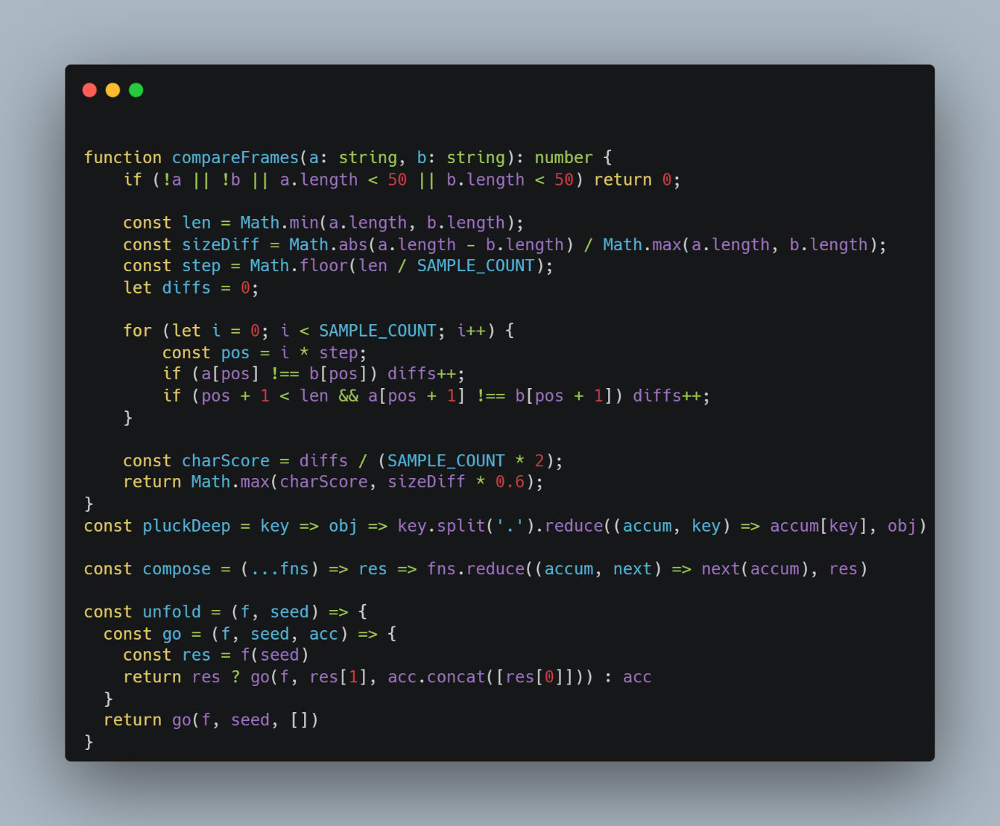 function compareFrames(a: string, b: string): number {
    if (!a || !b || a.length < 50 || b.length < 50) return 0;

    const len = Math.min(a.length, b.length);
    const sizeDiff = Math.abs(a.length - b.length) / Math.max(a.length, b.length);
    const step = Math.floor(len / SAMPLE_COUNT);
    let diffs = 0;

    for (let i = 0; i < SAMPLE_COUNT; i++) {
        const pos = i * step;
        if (a[pos] !== b[pos]) diffs++;
        if (pos + 1 < len && a[pos + 1] !== b[pos + 1]) diffs++;
    }

    const charScore = diffs / (SAMPLE_COUNT * 2);
    return Math.max(charScore, sizeDiff * 0.6);
}
const pluckDeep = key => obj => key.split('.').reduce((accum, key) => accum[key], obj)

const compose = (...fns) => res => fns.reduce((accum, next) => next(accum), res)

const unfold = (f, seed) => {
  const go = (f, seed, acc) => {
    const res = f(seed)
    return res ? go(f, res[1], acc.concat([res[0]])) : acc
  }
  return go(f, seed, [])
}